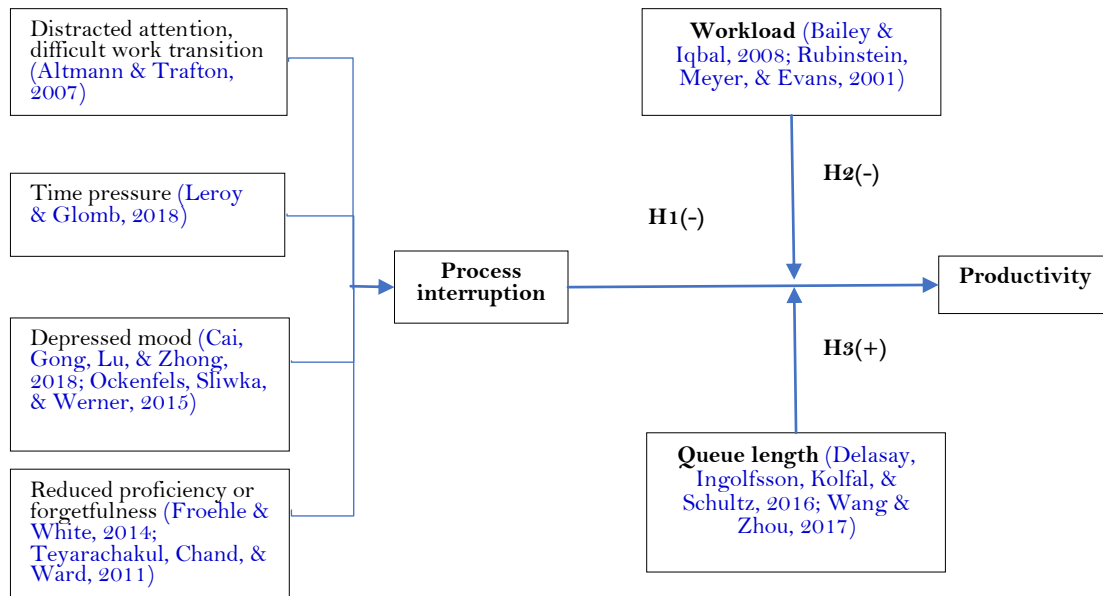 Distracted attention,
difficult work transition
(Altmann & Trafton,
2007)
Time pressure (Leroy
& Glomb, 2018)
Depressed mood (Cai,
Gong, Lu, & Zhong,
2018; Ockenfels, Sliwka,
& Werner, 2015)
Reduced proficiency or
forgetfulness (Froehle &
White, 2014;
Teyarachakul, Chand, &
Ward, 2011)
Process
interruption
H1(-)
Workload (Bailey &
Iqbal, 2008; Rubinstein,
Meyer, & Evans, 2001)
H2(-)
H3(+)
Queue length (Delasay,
Ingolfsson, Kolfal, &
Schultz, 2016; Wang &
Zhou, 2017)
Productivity